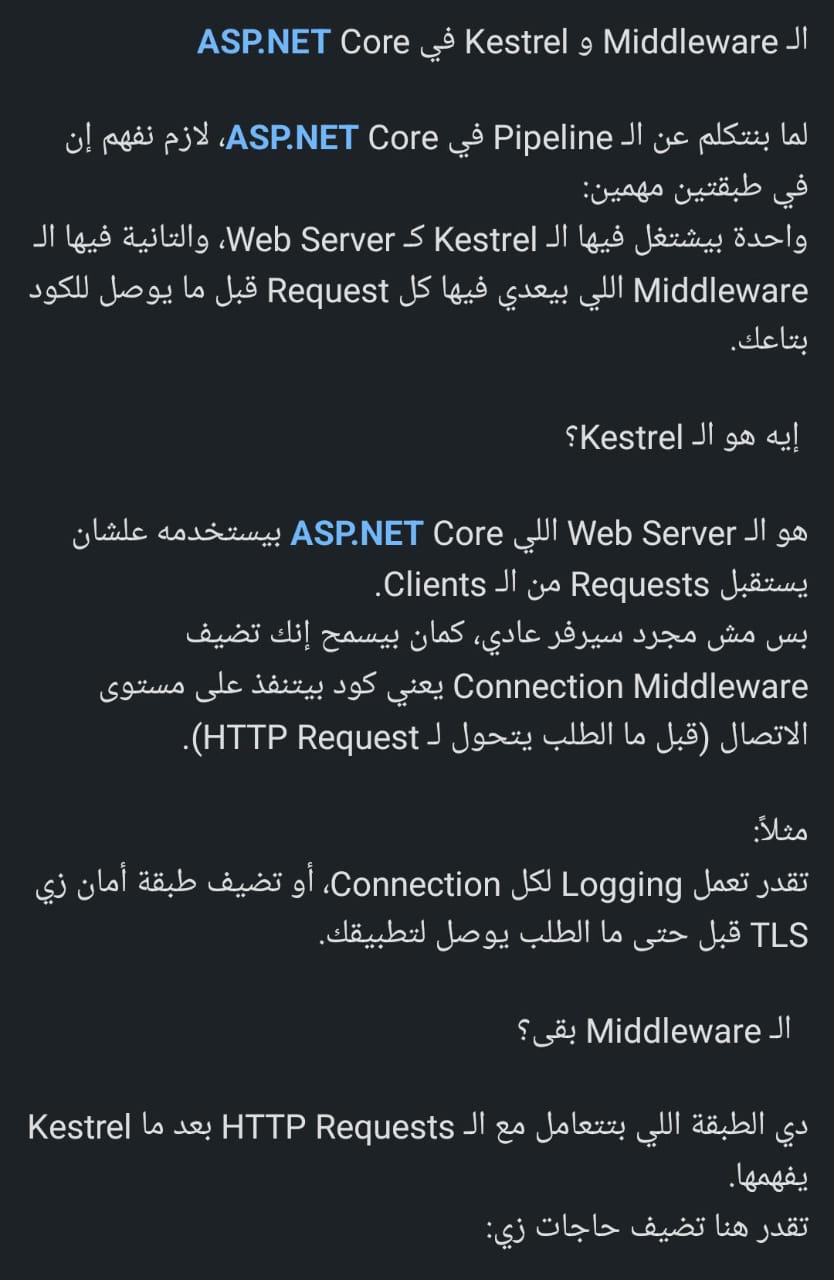 الـ Middleware و Kestrel في ASP.NET Core
لما بنتكلم عن الـ Pipeline في ASP.NET Core، لازم نفهم إن
في طبقتين مهمين:
واحدة بيشتغل فيها الـ Kestrel كـ Web Server، والتانية فيها الـ
Middleware اللي بيعدي فيها كل Request قبل ما يوصل للكود
بتاعك.
إيه هو الـ Kestrel؟
هو الـ Web Server اللي ASP.NET Core بيستخدمه علشان
يستقبل Requests من الـ Clients.
بس مش مجرد سيرفر عادي، كمان بيسمح إنك تضيف
Connection Middleware يعني كود بيتنفذ على مستوى
الاتصال (قبل ما الطلب يتحول لـ HTTP Request).
مثلاً:
تقدر تعمل Logging لكل Connection، أو تضيف طبقة أمان زي
TLS قبل حتى ما الطلب يوصل لتطبيقك.
الـ Middleware بقى؟
دي الطبقة اللي بتتعامل مع الـ HTTP Requests بعد ما Kestrel
يفهمها.
تقدر هنا تضيف حاجات زي: